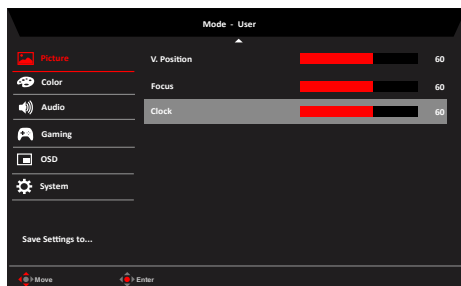 Mode - User
Picture
Color
Audio
Gaming
OSD
System
Save Settings to...
V. Position 60
Focus 60
Clock 60
Move Enter